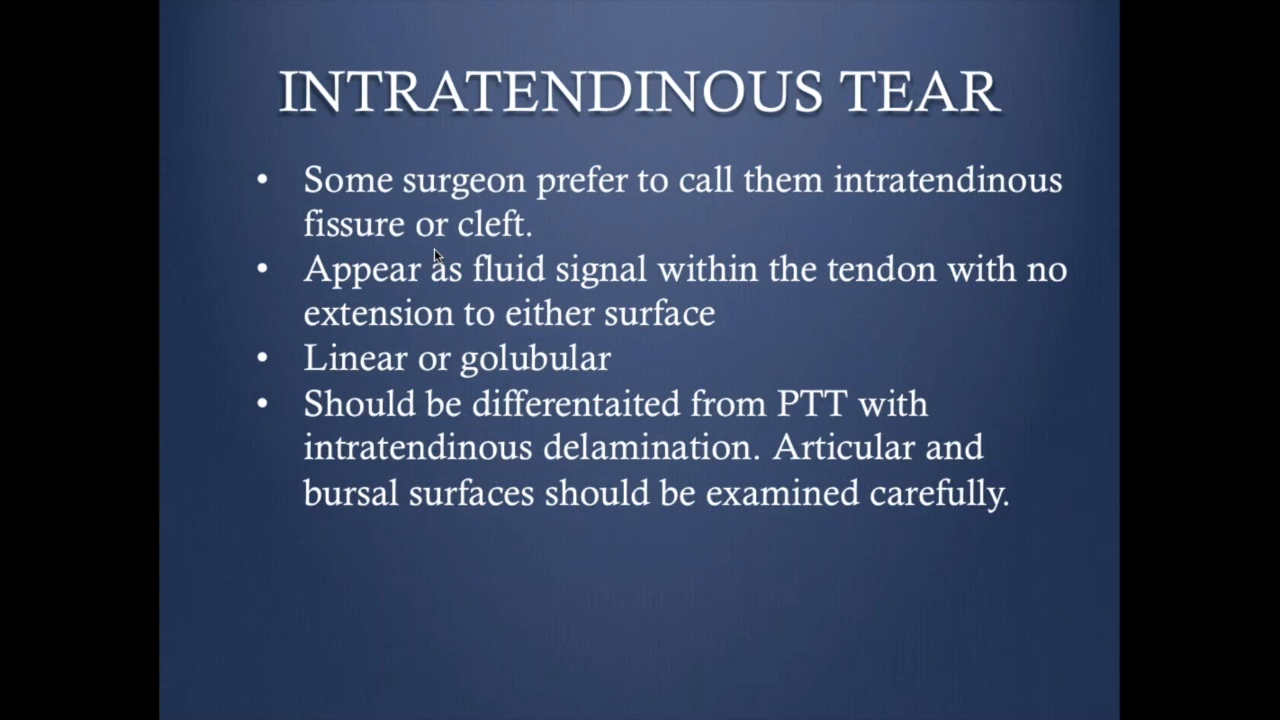 INTRATENDINOUS TEAR
• Some surgeon prefer to call them intratendinous
fissure or cleft.
• Appear as fluid signal within the tendon with no
extension to either surface
• Linear or golubular
• Should be differentaited from PTT with
intratendinous delamination. Articular and
bursal surfaces should be examined carefully.